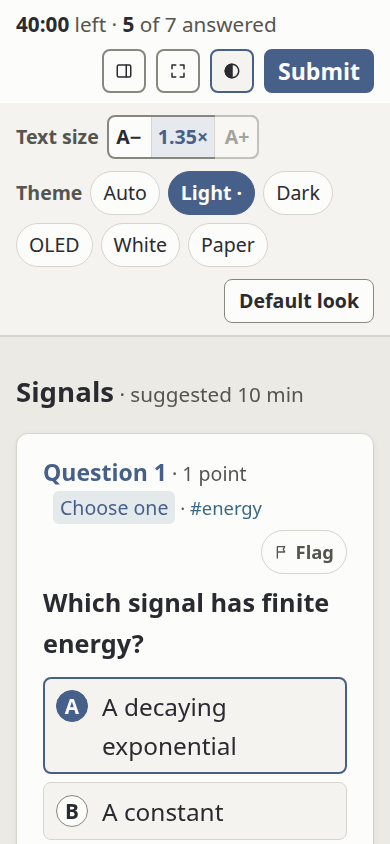 40:00 left · 5 of 7 answered
Submit
Text size A− 1.35× A+
Theme Auto Light · Dark
OLED White Paper
Default look
Signals · suggested 10 min
Question 1 · 1 point
Choose one · #energy
Flag
Which signal has finite
energy?
A A decaying
exponential
B A constant